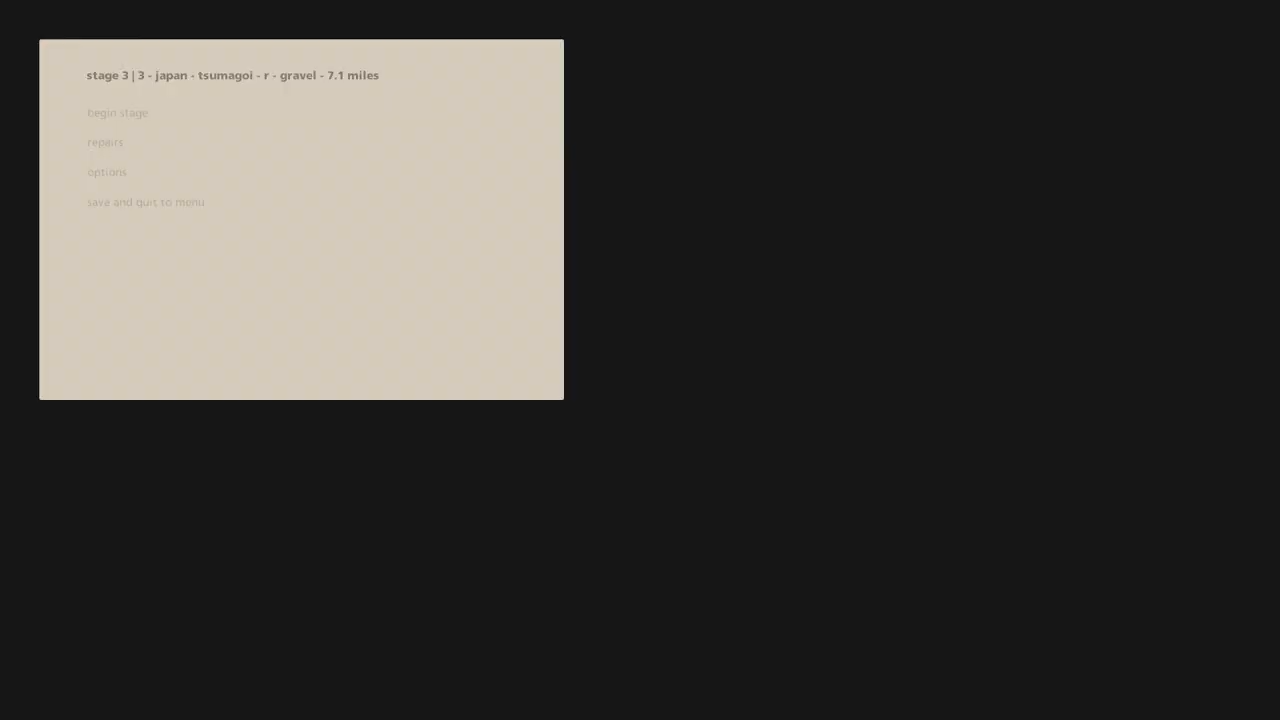 stage 3 | 3 - japan - tsumagoi - r - gravel - 7.1 miles
begin stage
repairs
options
save and quit to menu